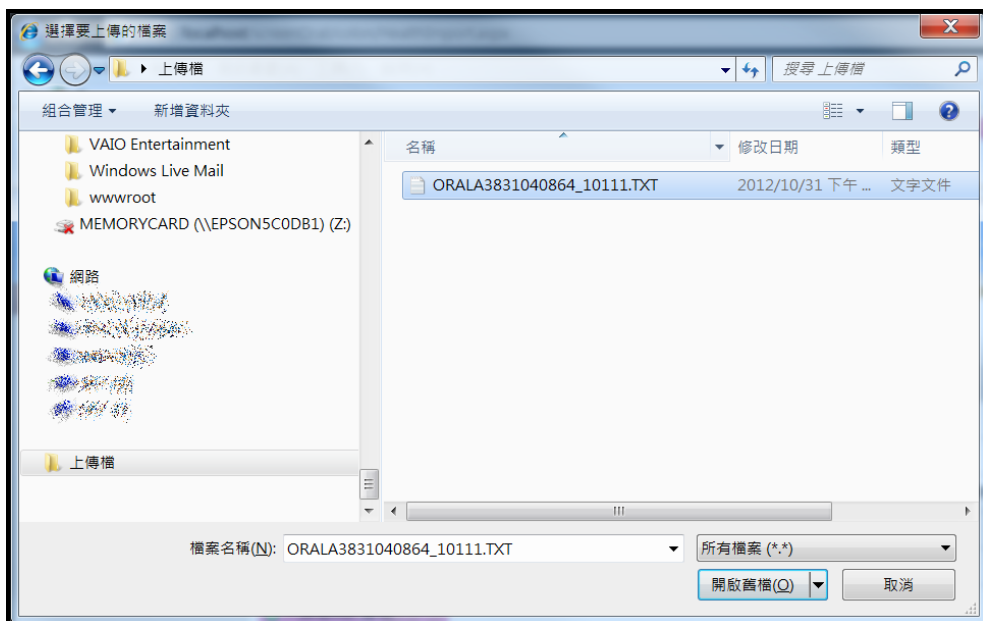 選擇要上傳的檔案
上傳檔
搜尋 上傳檔
組合管理
新增資料夾
VAIO Entertainment
Windows Live Mail
wwwroot
MEMORYCARD (\\EPSON5C0DB1) (Z:)
網路
上傳檔
名稱
修改日期
類型
ORALA3831040864_10111.TXT
2012/10/31 下午 ...
文字文件
檔案名稱(N):
ORALA3831040864_10111.TXT
所有檔案 (*.*)
開啟舊檔(O)
取消